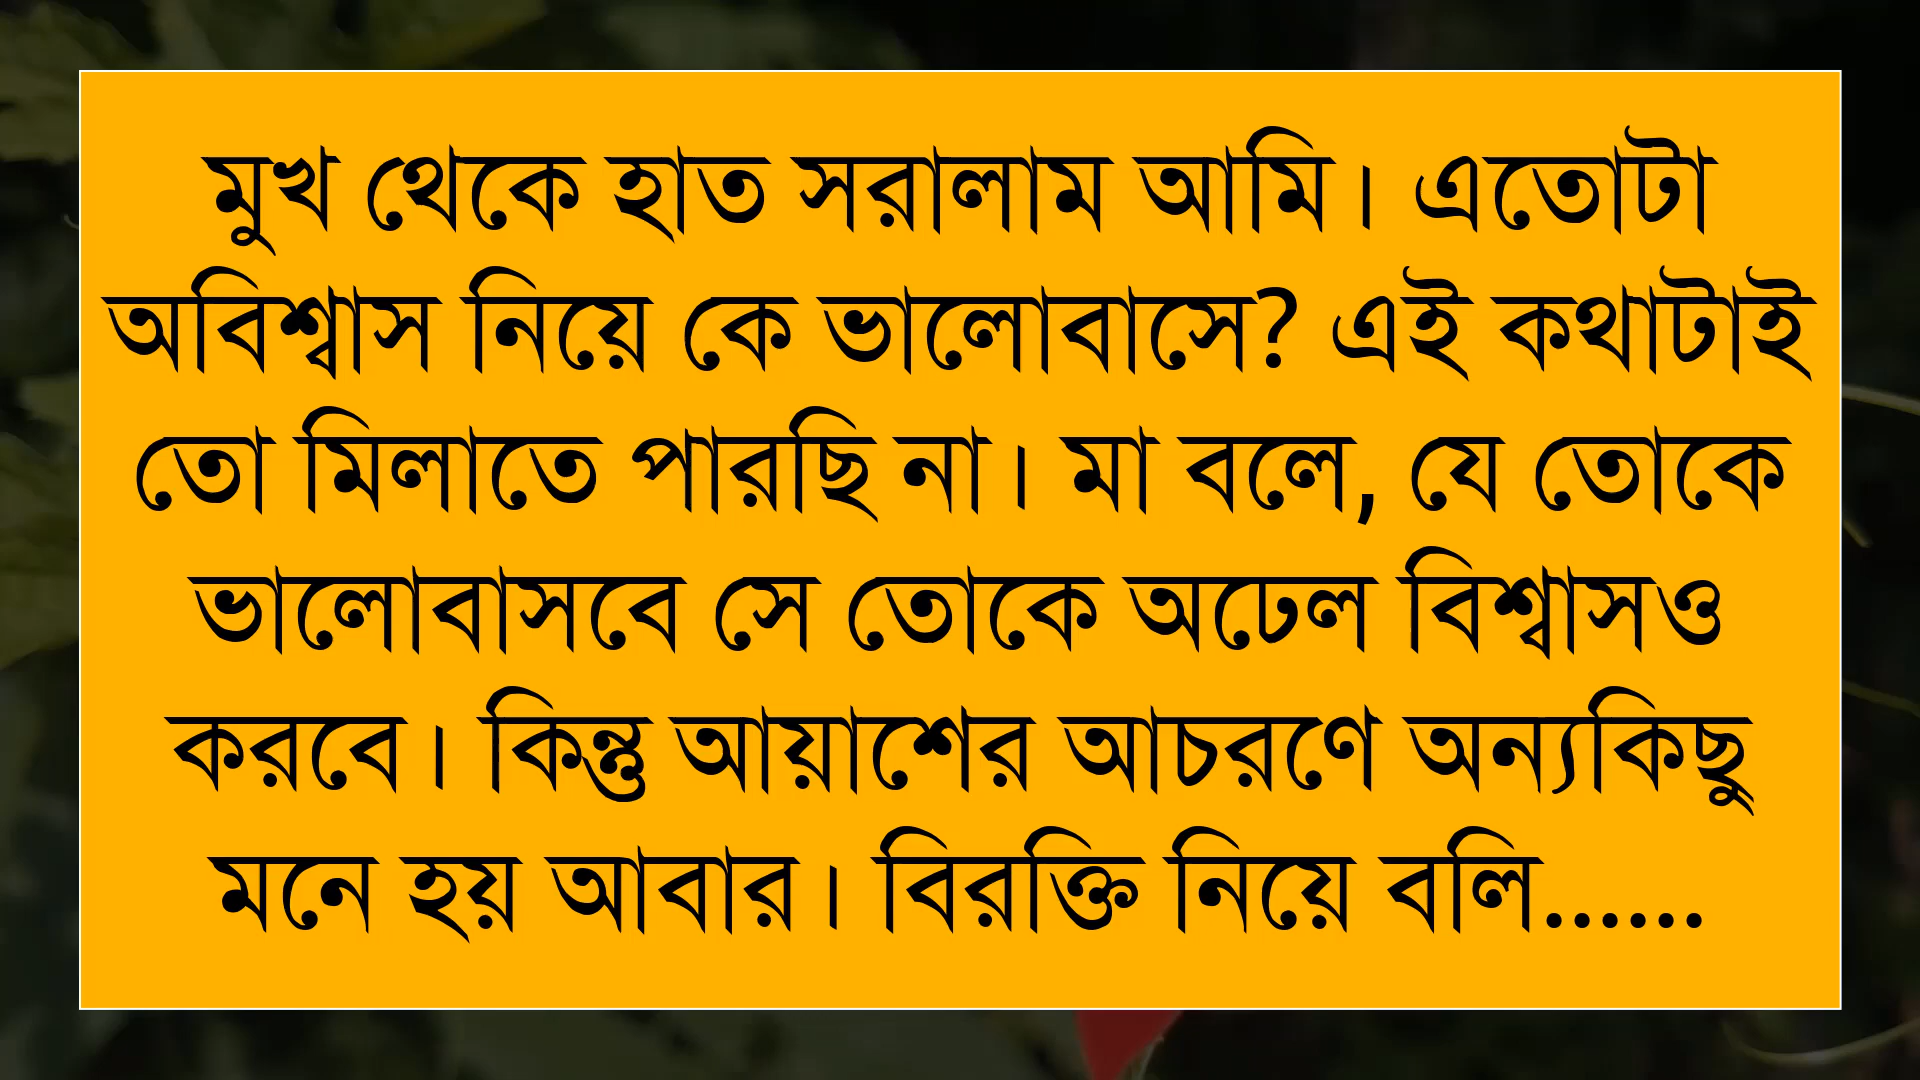 মুখ থেকে হাত সরালাম আমি। এতোটা
অবিশ্বাস নিয়ে কে ভালোবাসে? এই কথাটাই
তো মিলাতে পারছি না। মা বলে, যে তোকে
ভালোবাসবে সে তোকে অঢেল বিশ্বাসও
করবে। কিন্তু আয়াশের আচরণে অন্যকিছু
মনে হয় আবার। বিরক্তি নিয়ে বলি......